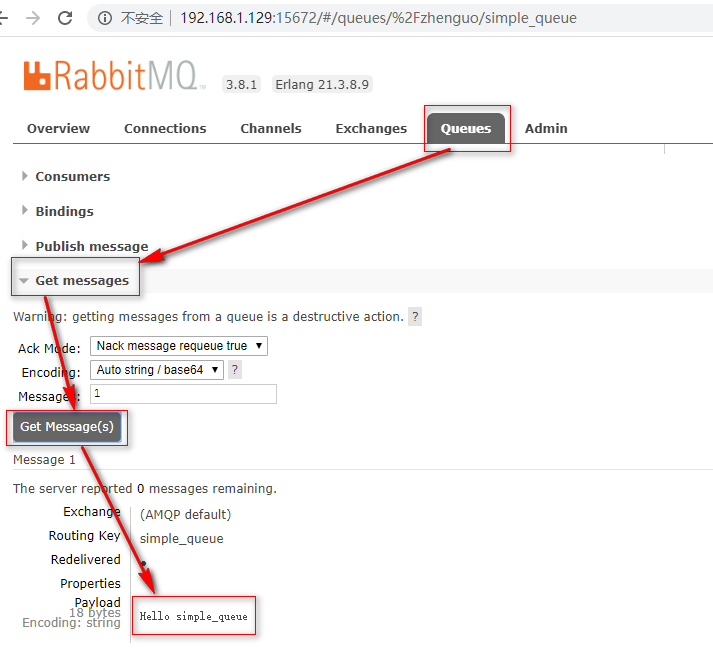 不安全 | 192.168.1.129:15672/#/queues/%2Fzhenguo/simple_queue
RabbitMQ TM 3.8.1 Erlang 21.3.8.9
Overview Connections Channels Exchanges Queues Admin
Consumers
Bindings
Publish message
Get messages
Warning: getting messages from a queue is a destructive action. ?
Ack Mode: Nack message requeue true
Encoding: Auto string / base64 ?
Messages: 1
Get Message(s)
Message 1
The server reported 0 messages remaining.
Exchange (AMQP default)
Routing Key simple_queue
Redelivered ●
Properties
Payload
18 bytes
Encoding: string
Hello simple_queue